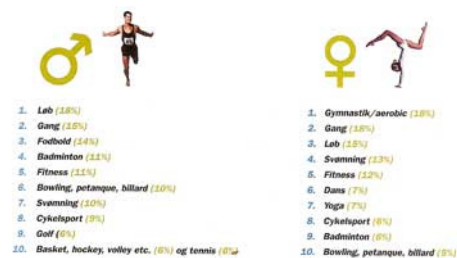 1. Løb (18%)
2. Gang (15%)
3. Fodbold (14%)
4. Badminton (11%)
5. Fitness (11%)
6. Bowling, petanque, billard (10%)
7. Svømning (10%)
8. Cykelsport (9%)
9. Golf (6%)
10. Basket, hockey, volley etc. (6%) og tennis (6%)
1. Gymnastik/aerobic (18%)
2. Gang (18%)
3. Løb (15%)
4. Svømning (13%)
5. Fitness (12%)
6. Dans (7%)
7. Yoga (7%)
8. Cykelsport (6%)
9. Badminton (6%)
10. Bowling, petanque, billard (5%)